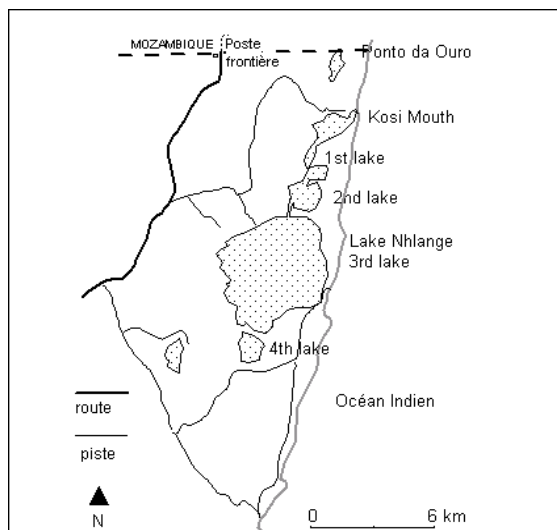 MOZAMBIQUE
Poste
frontière
Ponto da Ouro
Kosi Mouth
1st lake
2nd lake
Lake Nhlange
3rd lake
4th lake
Océan Indien
route
piste
N
0 6 km